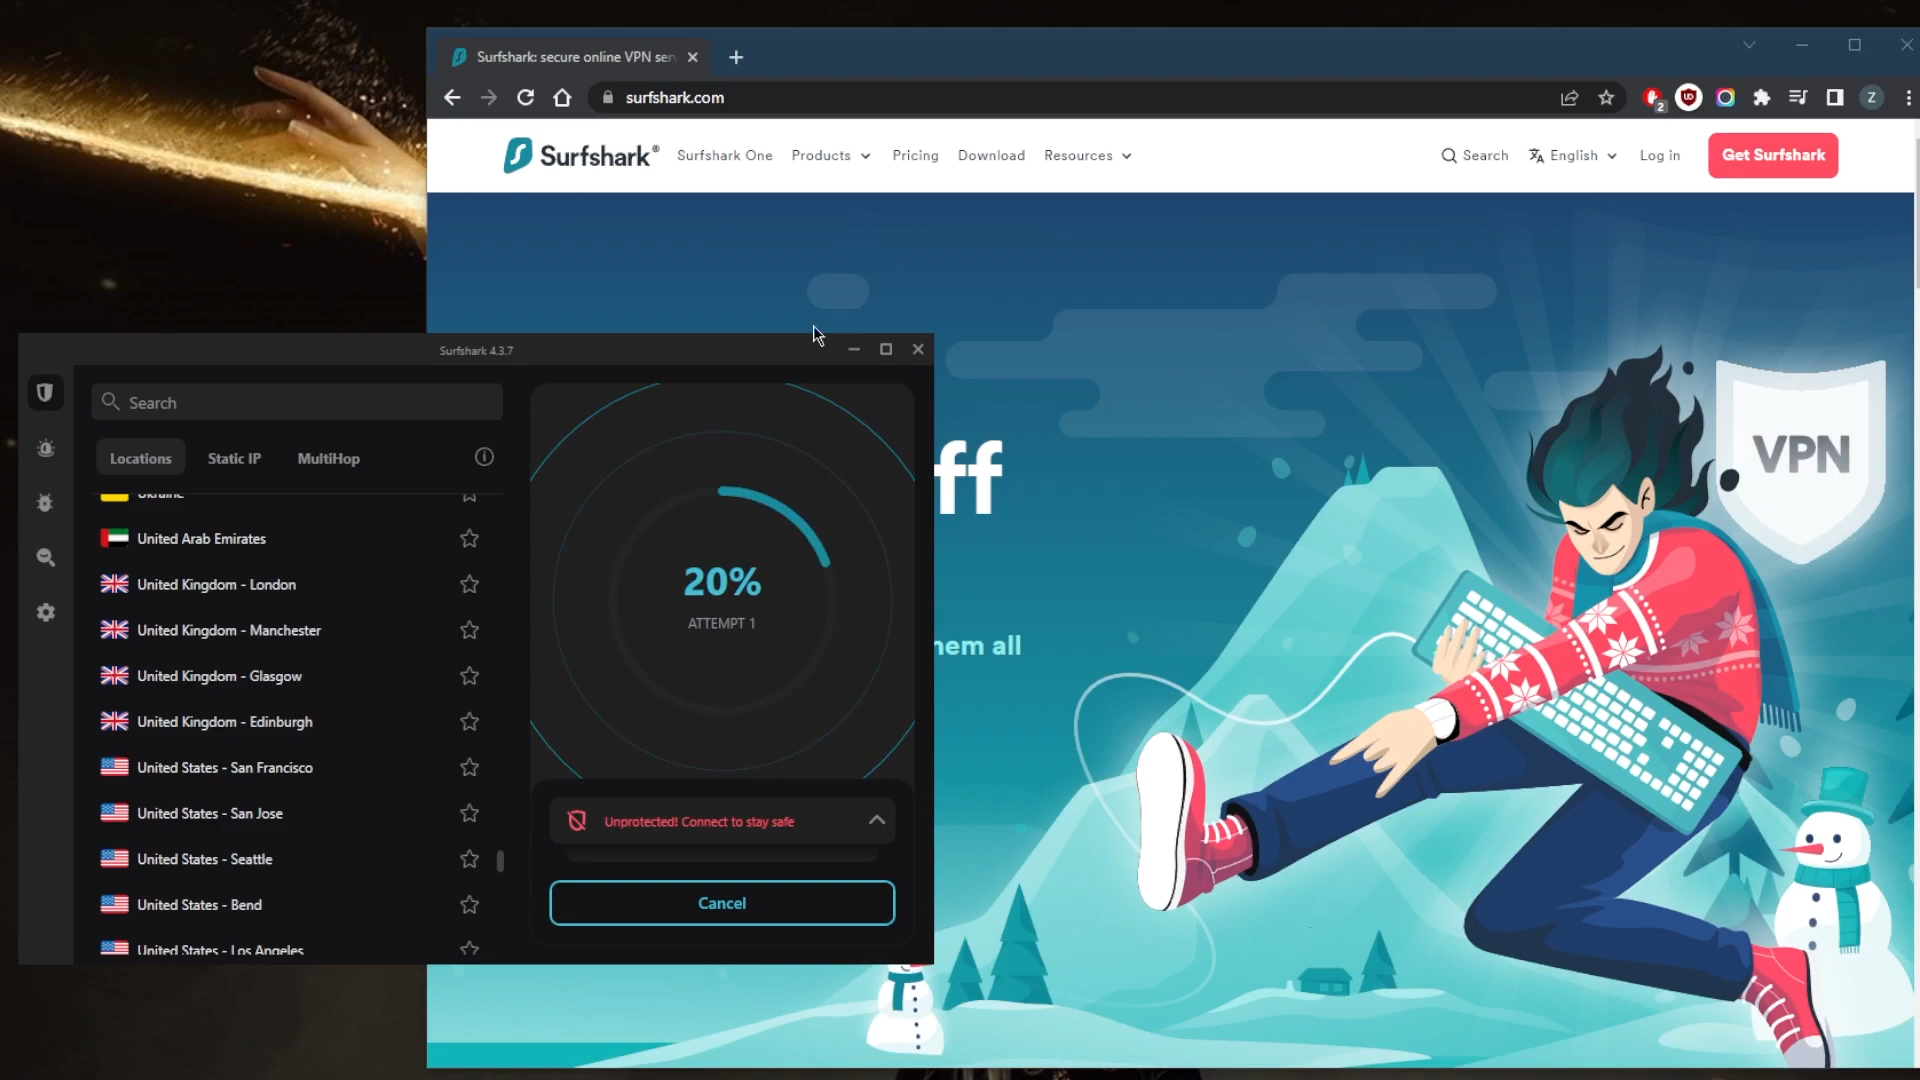 Surfshark: secure online VPN ser
surfshark.com
2
Z
Surfshark®
Surfshark One
Products
Pricing
Download
Resources
Search
English
Log in
Get Surfshark
ff
hem all
VPN
Surfshark 4.3.7
Search
Locations
Static IP
MultiHop
Ukraine
United Arab Emirates
United Kingdom - London
United Kingdom - Manchester
United Kingdom - Glasgow
United Kingdom - Edinburgh
United States - San Francisco
United States - San Jose
United States - Seattle
United States - Bend
United States - Los Angeles
20%
ATTEMPT 1
Unprotected! Connect to stay safe
Cancel